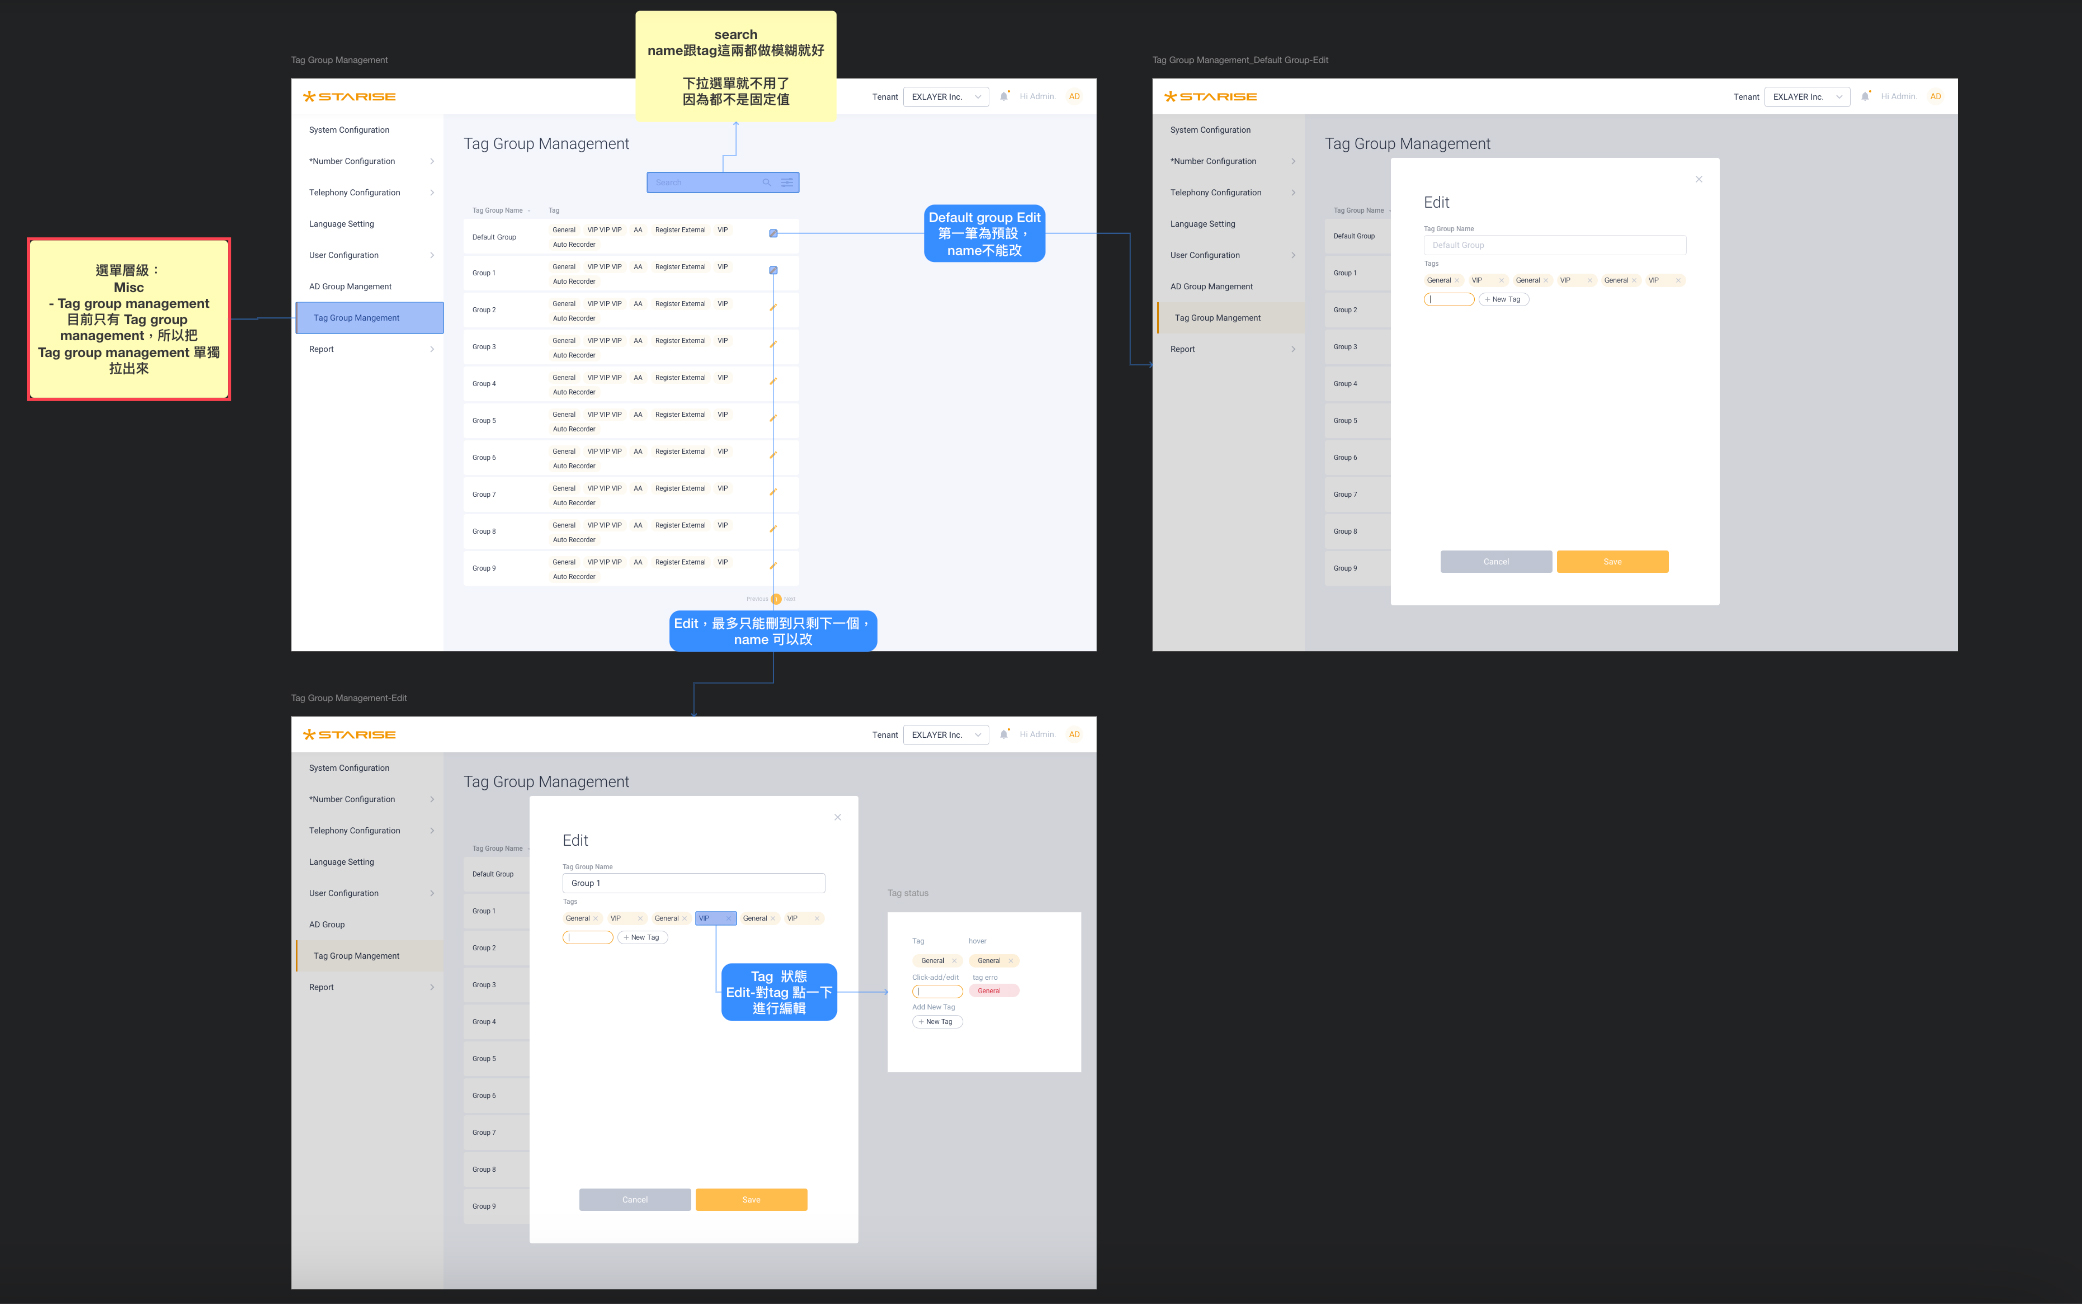 search
name跟tag這兩都做模糊就好
下拉選單就不用了
因為都不是固定值
Tag Group Management
STARISE
Tenant EXLAYER Inc. Hi Admin. AD
System Configuration
*Number Configuration
Telephony Configuration
Language Setting
User Configuration
AD Group Mangement
Tag Group Mangement
Report
Tag Group Management
Search
Tag Group Name Tag
Default Group General VIP VIP VIP AA Register External VIP
Auto Recorder
Group 1 General VIP VIP VIP AA Register External VIP
Auto Recorder
Group 2 General VIP VIP VIP AA Register External VIP
Auto Recorder
Group 3 General VIP VIP VIP AA Register External VIP
Auto Recorder
Group 4 General VIP VIP VIP AA Register External VIP
Auto Recorder
Group 5 General VIP VIP VIP AA Register External VIP
Auto Recorder
Group 6 General VIP VIP VIP AA Register External VIP
Auto Recorder
Group 7 General VIP VIP VIP AA Register External VIP
Auto Recorder
Group 8 General VIP VIP VIP AA Register External VIP
Auto Recorder
Group 9 General VIP VIP VIP AA Register External VIP
Auto Recorder
Previous 1 Next
選單層級：
Misc
- Tag group management
目前只有 Tag group
management，所以把
Tag group management 單獨
拉出來
Default group Edit
第一筆為預設，
name不能改
Edit，最多只能刪到只剩下一個，
name 可以改
Tag Group Management_Default Group-Edit
STARISE
Tenant EXLAYER Inc. Hi Admin. AD
System Configuration
*Number Configuration
Telephony Configuration
Language Setting
User Configuration
AD Group Mangement
Tag Group Mangement
Report
Tag Group Management
Tag Group Name
Default Group
Group 1
Group 2
Group 3
Group 4
Group 5
Group 6
Group 7
Group 8
Group 9
Edit
Tag Group Name
Default Group
Tags
General VIP General VIP General VIP
+ New Tag
Cancel Save
Tag Group Management-Edit
STARISE
Tenant EXLAYER Inc. Hi Admin. AD
System Configuration
*Number Configuration
Telephony Configuration
Language Setting
User Configuration
AD Group
Tag Group Mangement
Report
Tag Group Management
Tag Group Name
Default Group
Group 1
Group 2
Group 3
Group 4
Group 5
Group 6
Group 7
Group 8
Group 9
Edit
Tag Group Name
Group 1
Tags
General VIP General VIP General VIP
+ New Tag
Cancel Save
Tag 狀態
Edit-對tag 點一下
進行編輯
Tag status
Tag hover
General General
Click-add/edit tag erro
General
Add New Tag
+ New Tag